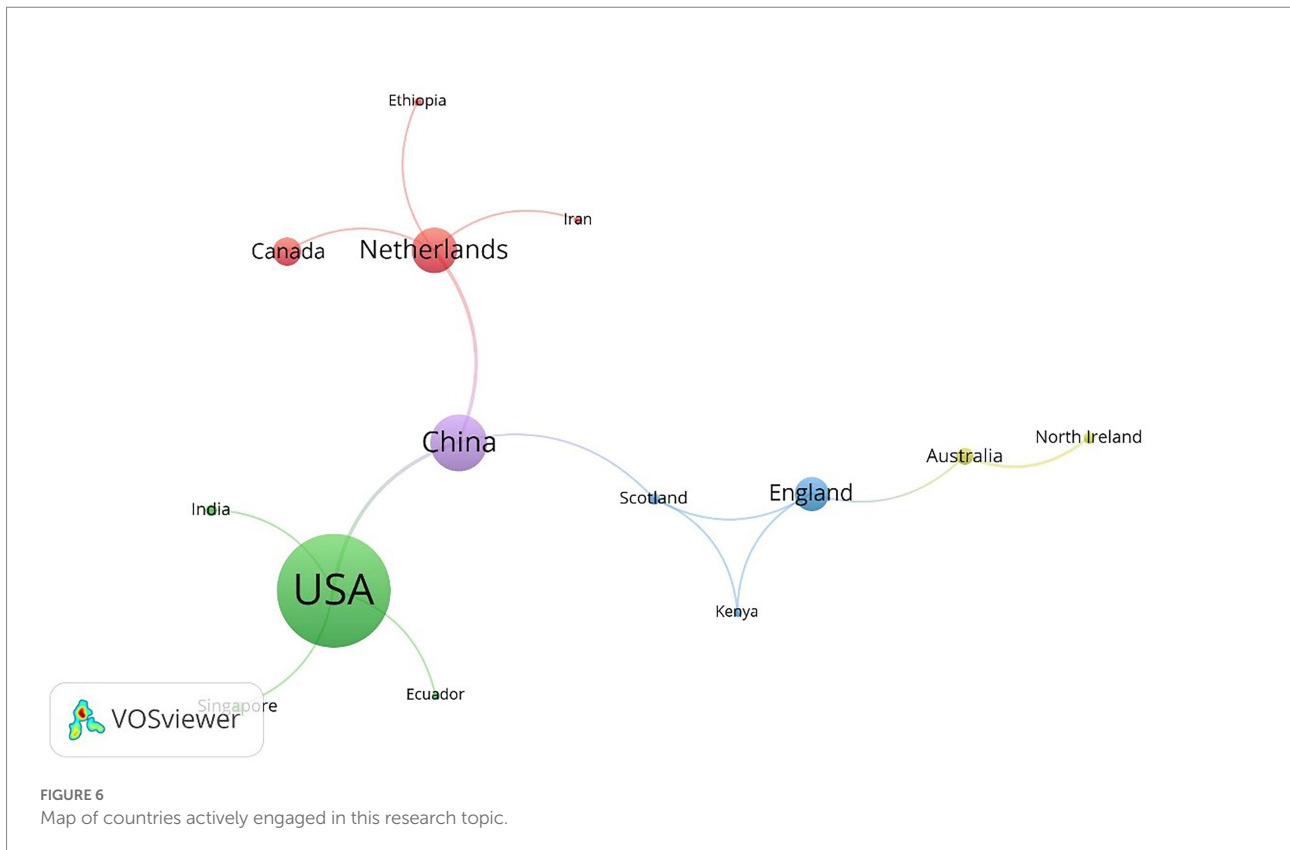 Ethiopia
Iran
Canada
Netherlands
China
North Ireland
Australia
England
Scotland
India
USA
Kenya
Ecuador
Singapore
VOSviewer
FIGURE 6
Map of countries actively engaged in this research topic.